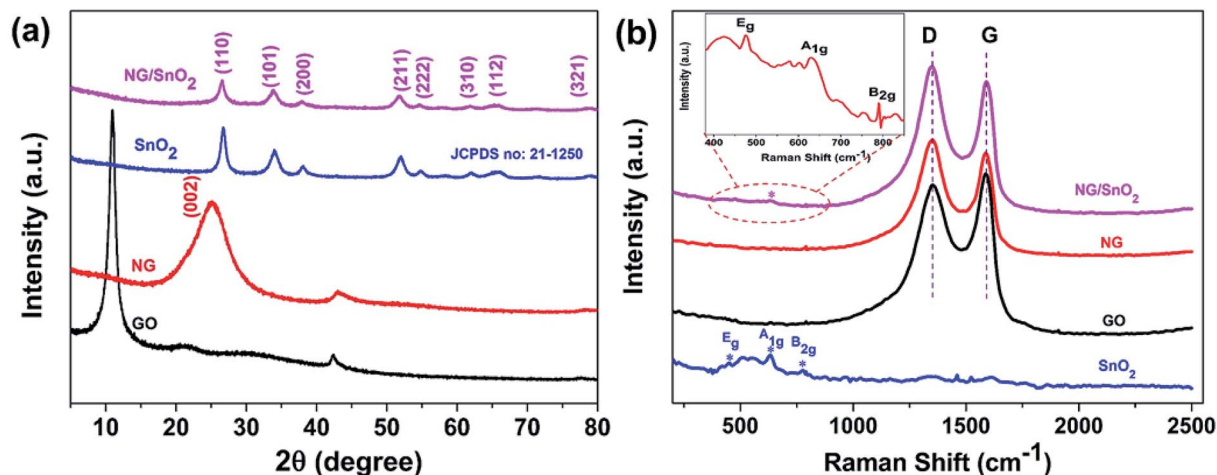 (a)
NG/SnO2
(110)
(101)
(200)
(211)
(222)
(310)
(112)
(321)
SnO2
JCPDS no: 21-1250
(002)
NG
GO
Intensity (a.u.)
10 20 30 40 50 60 70 80
2θ (degree)
(b)
D G
Eg
A1g
B2g
Intensity (a.u.)
400 500 600 700 800
Raman Shift (cm-1)
*
NG/SnO2
NG
GO
Eg
A1g
B2g
* * *
SnO2
Intensity (a.u.)
500 1000 1500 2000 2500
Raman Shift (cm-1)